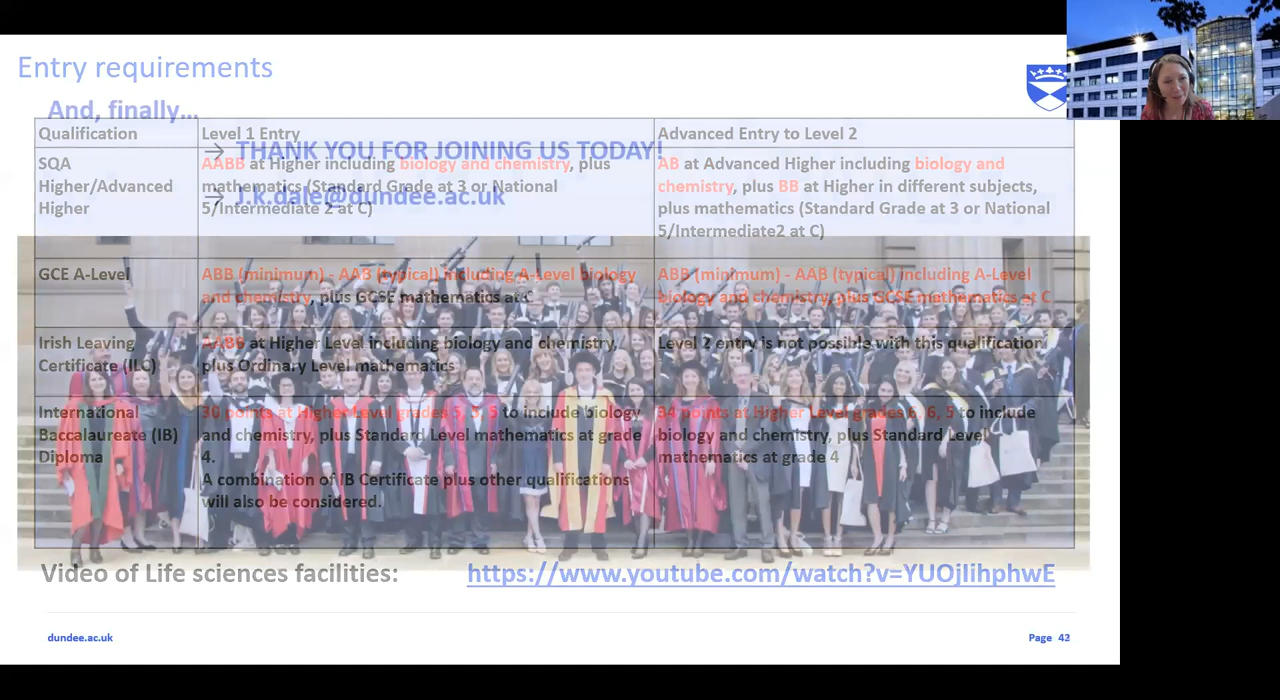 Entry requirements
And, finally...
Qualification
Level 1 Entry
Advanced Entry to Level 2
→ THANK YOU FOR JOINING US TODAY!
→ J.k.dale@dundee.ac.uk
SQA
Higher/Advanced
Higher
AABB at Higher including biology and chemistry, plus
mathematics (Standard Grade at 3 or National
5/Intermediate 2 at C)
AB at Advanced Higher including biology and
chemistry, plus BB at Higher in different subjects,
plus mathematics (Standard Grade at 3 or National
5/Intermediate2 at C)
GCE A-Level
ABB (minimum) - AAB (typical) including A-Level biology
and chemistry, plus GCSE mathematics at C
ABB (minimum) - AAB (typical) including A-Level
biology and chemistry, plus GCSE mathematics at C
Irish Leaving
Certificate (ILC)
AABB at Higher Level including biology and chemistry,
plus Ordinary Level mathematics
Level 2 entry is not possible with this qualification
International
Baccalaureate (IB)
Diploma
30 points at Higher Level grades 5, 5, 5 to include biology
and chemistry, plus Standard Level mathematics at grade
4.
A combination of IB Certificate plus other qualifications
will also be considered.
34 points at Higher Level grades 6, 6, 5 to include
biology and chemistry, plus Standard Level
mathematics at grade 4
Video of Life sciences facilities:
https://www.youtube.com/watch?v=YUOjIihphwE
dundee.ac.uk
Page 42